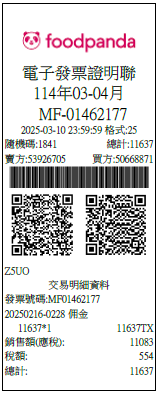 foodpanda
電子發票證明聯
114年03-04月
MF-01462177
2025-03-10 23:59:59 格式:25
隨機碼:1841 總計:11637
賣方:53926705 買方:50668871
Z5UO
交易明細資料
發票號碼:MF01462177
20250216-0228 佣金
11637*1 11637TX
銷售額(應稅): 11083
稅額: 554
總計: 11637